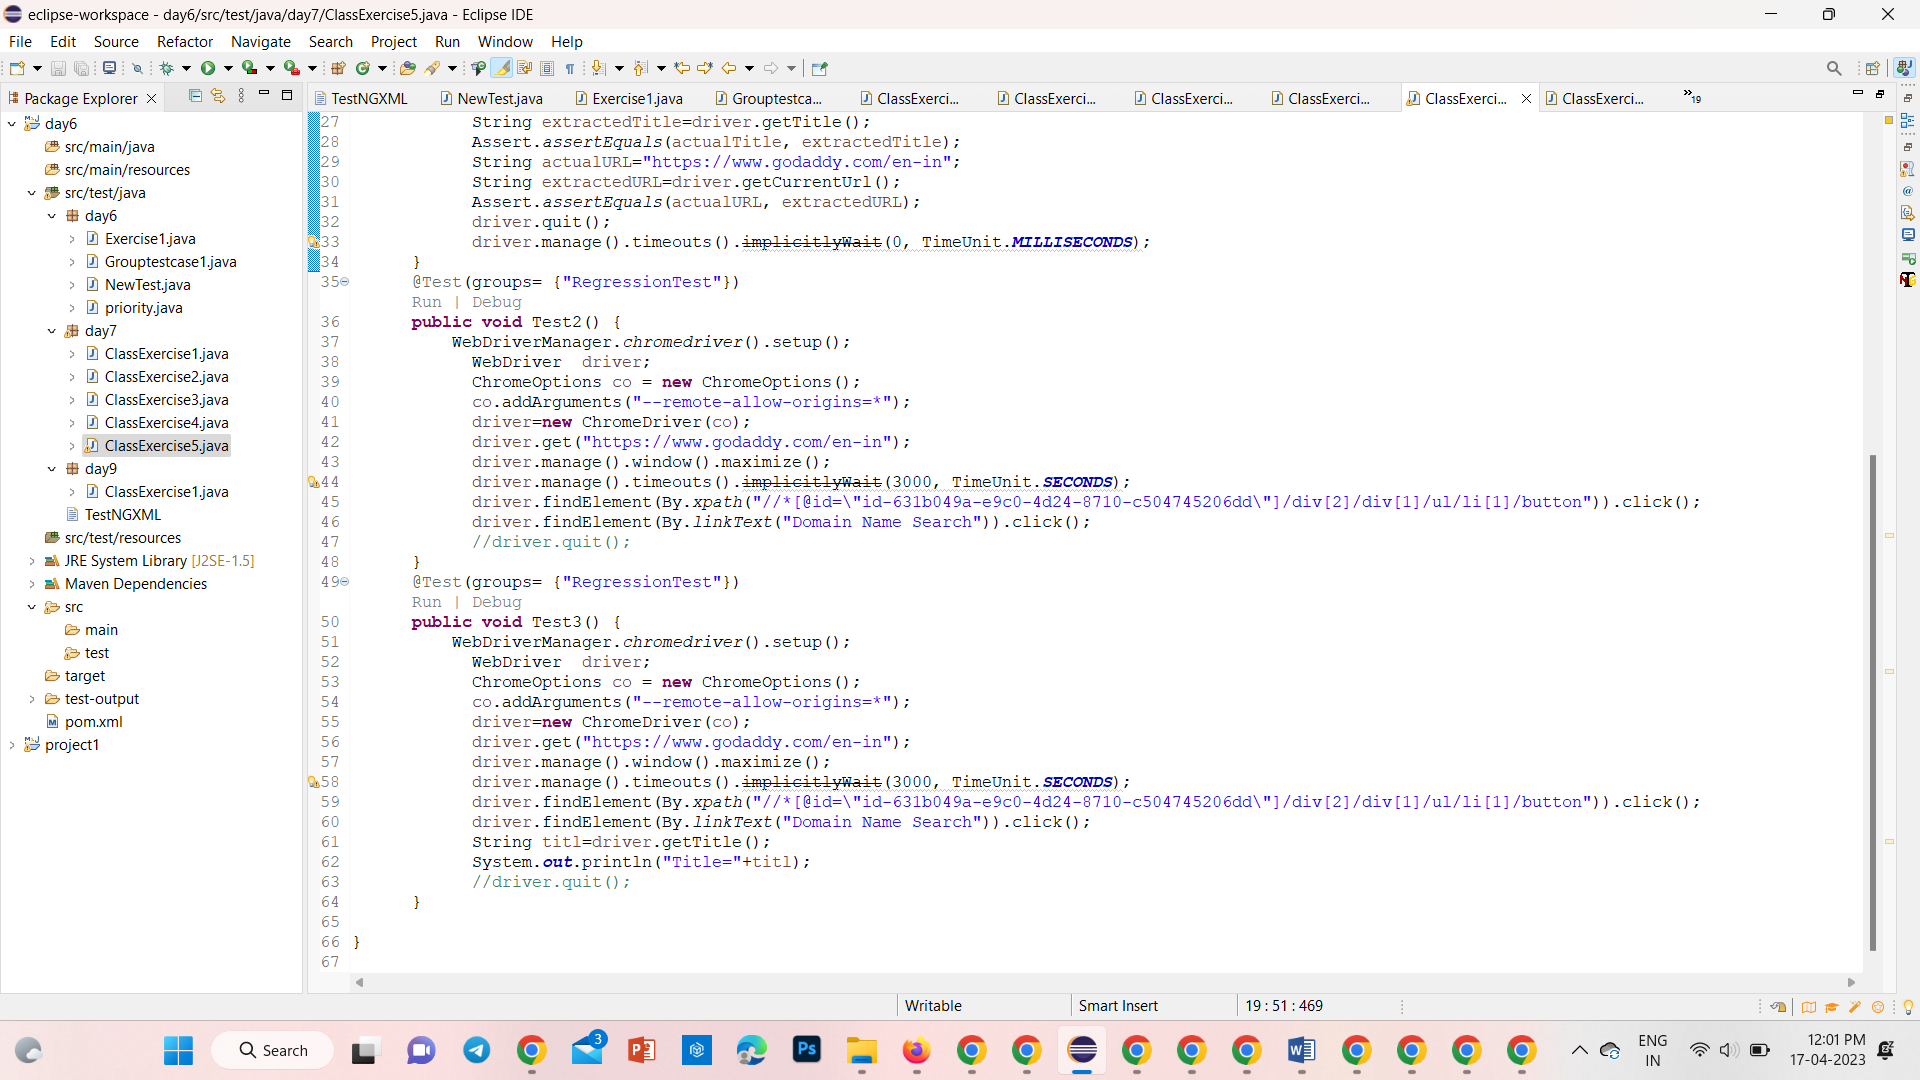 eclipse-workspace - day6/src/test/java/day7/ClassExercise5.java - Eclipse IDE
File Edit Source Refactor Navigate Search Project Run Window Help
Package Explorer
TestNGXML NewTest.java Exercise1.java Grouptestca... ClassExerci... ClassExerci... ClassExerci... ClassExerci... ClassExerci... ClassExerci... »19
day6
src/main/java
src/main/resources
src/test/java
day6
Exercise1.java
Grouptestcase1.java
NewTest.java
priority.java
day7
ClassExercise1.java
ClassExercise2.java
ClassExercise3.java
ClassExercise4.java
ClassExercise5.java
day9
ClassExercise1.java
TestNGXML
src/test/resources
JRE System Library [J2SE-1.5]
Maven Dependencies
src
main
test
target
test-output
pom.xml
project1
27 String extractedTitle=driver.getTitle();
28 Assert.assertEquals(actualTitle, extractedTitle);
29 String actualURL="https://www.godaddy.com/en-in";
30 String extractedURL=driver.getCurrentUrl();
31 Assert.assertEquals(actualURL, extractedURL);
32 driver.quit();
33 driver.manage().timeouts().implicitlyWait(0, TimeUnit.MILLISECONDS);
34 }
35 @Test(groups= {"RegressionTest"})
Run | Debug
36 public void Test2() {
37 WebDriverManager.chromedriver().setup();
38 WebDriver driver;
39 ChromeOptions co = new ChromeOptions();
40 co.addArguments("--remote-allow-origins=*");
41 driver=new ChromeDriver(co);
42 driver.get("https://www.godaddy.com/en-in");
43 driver.manage().window().maximize();
44 driver.manage().timeouts().implicitlyWait(3000, TimeUnit.SECONDS);
45 driver.findElement(By.xpath("//*[@id=\"id-631b049a-e9c0-4d24-8710-c504745206dd\"]/div[2]/div[1]/ul/li[1]/button")).click();
46 driver.findElement(By.linkText("Domain Name Search")).click();
47 //driver.quit();
48 }
49 @Test(groups= {"RegressionTest"})
Run | Debug
50 public void Test3() {
51 WebDriverManager.chromedriver().setup();
52 WebDriver driver;
53 ChromeOptions co = new ChromeOptions();
54 co.addArguments("--remote-allow-origins=*");
55 driver=new ChromeDriver(co);
56 driver.get("https://www.godaddy.com/en-in");
57 driver.manage().window().maximize();
58 driver.manage().timeouts().implicitlyWait(3000, TimeUnit.SECONDS);
59 driver.findElement(By.xpath("//*[@id=\"id-631b049a-e9c0-4d24-8710-c504745206dd\"]/div[2]/div[1]/ul/li[1]/button")).click();
60 driver.findElement(By.linkText("Domain Name Search")).click();
61 String titl=driver.getTitle();
62 System.out.println("Title="+titl);
63 //driver.quit();
64 }
65
66 }
67
Writable Smart Insert 19 : 51 : 469
Search
3
Ps
ENG
IN
12:01 PM
17-04-2023